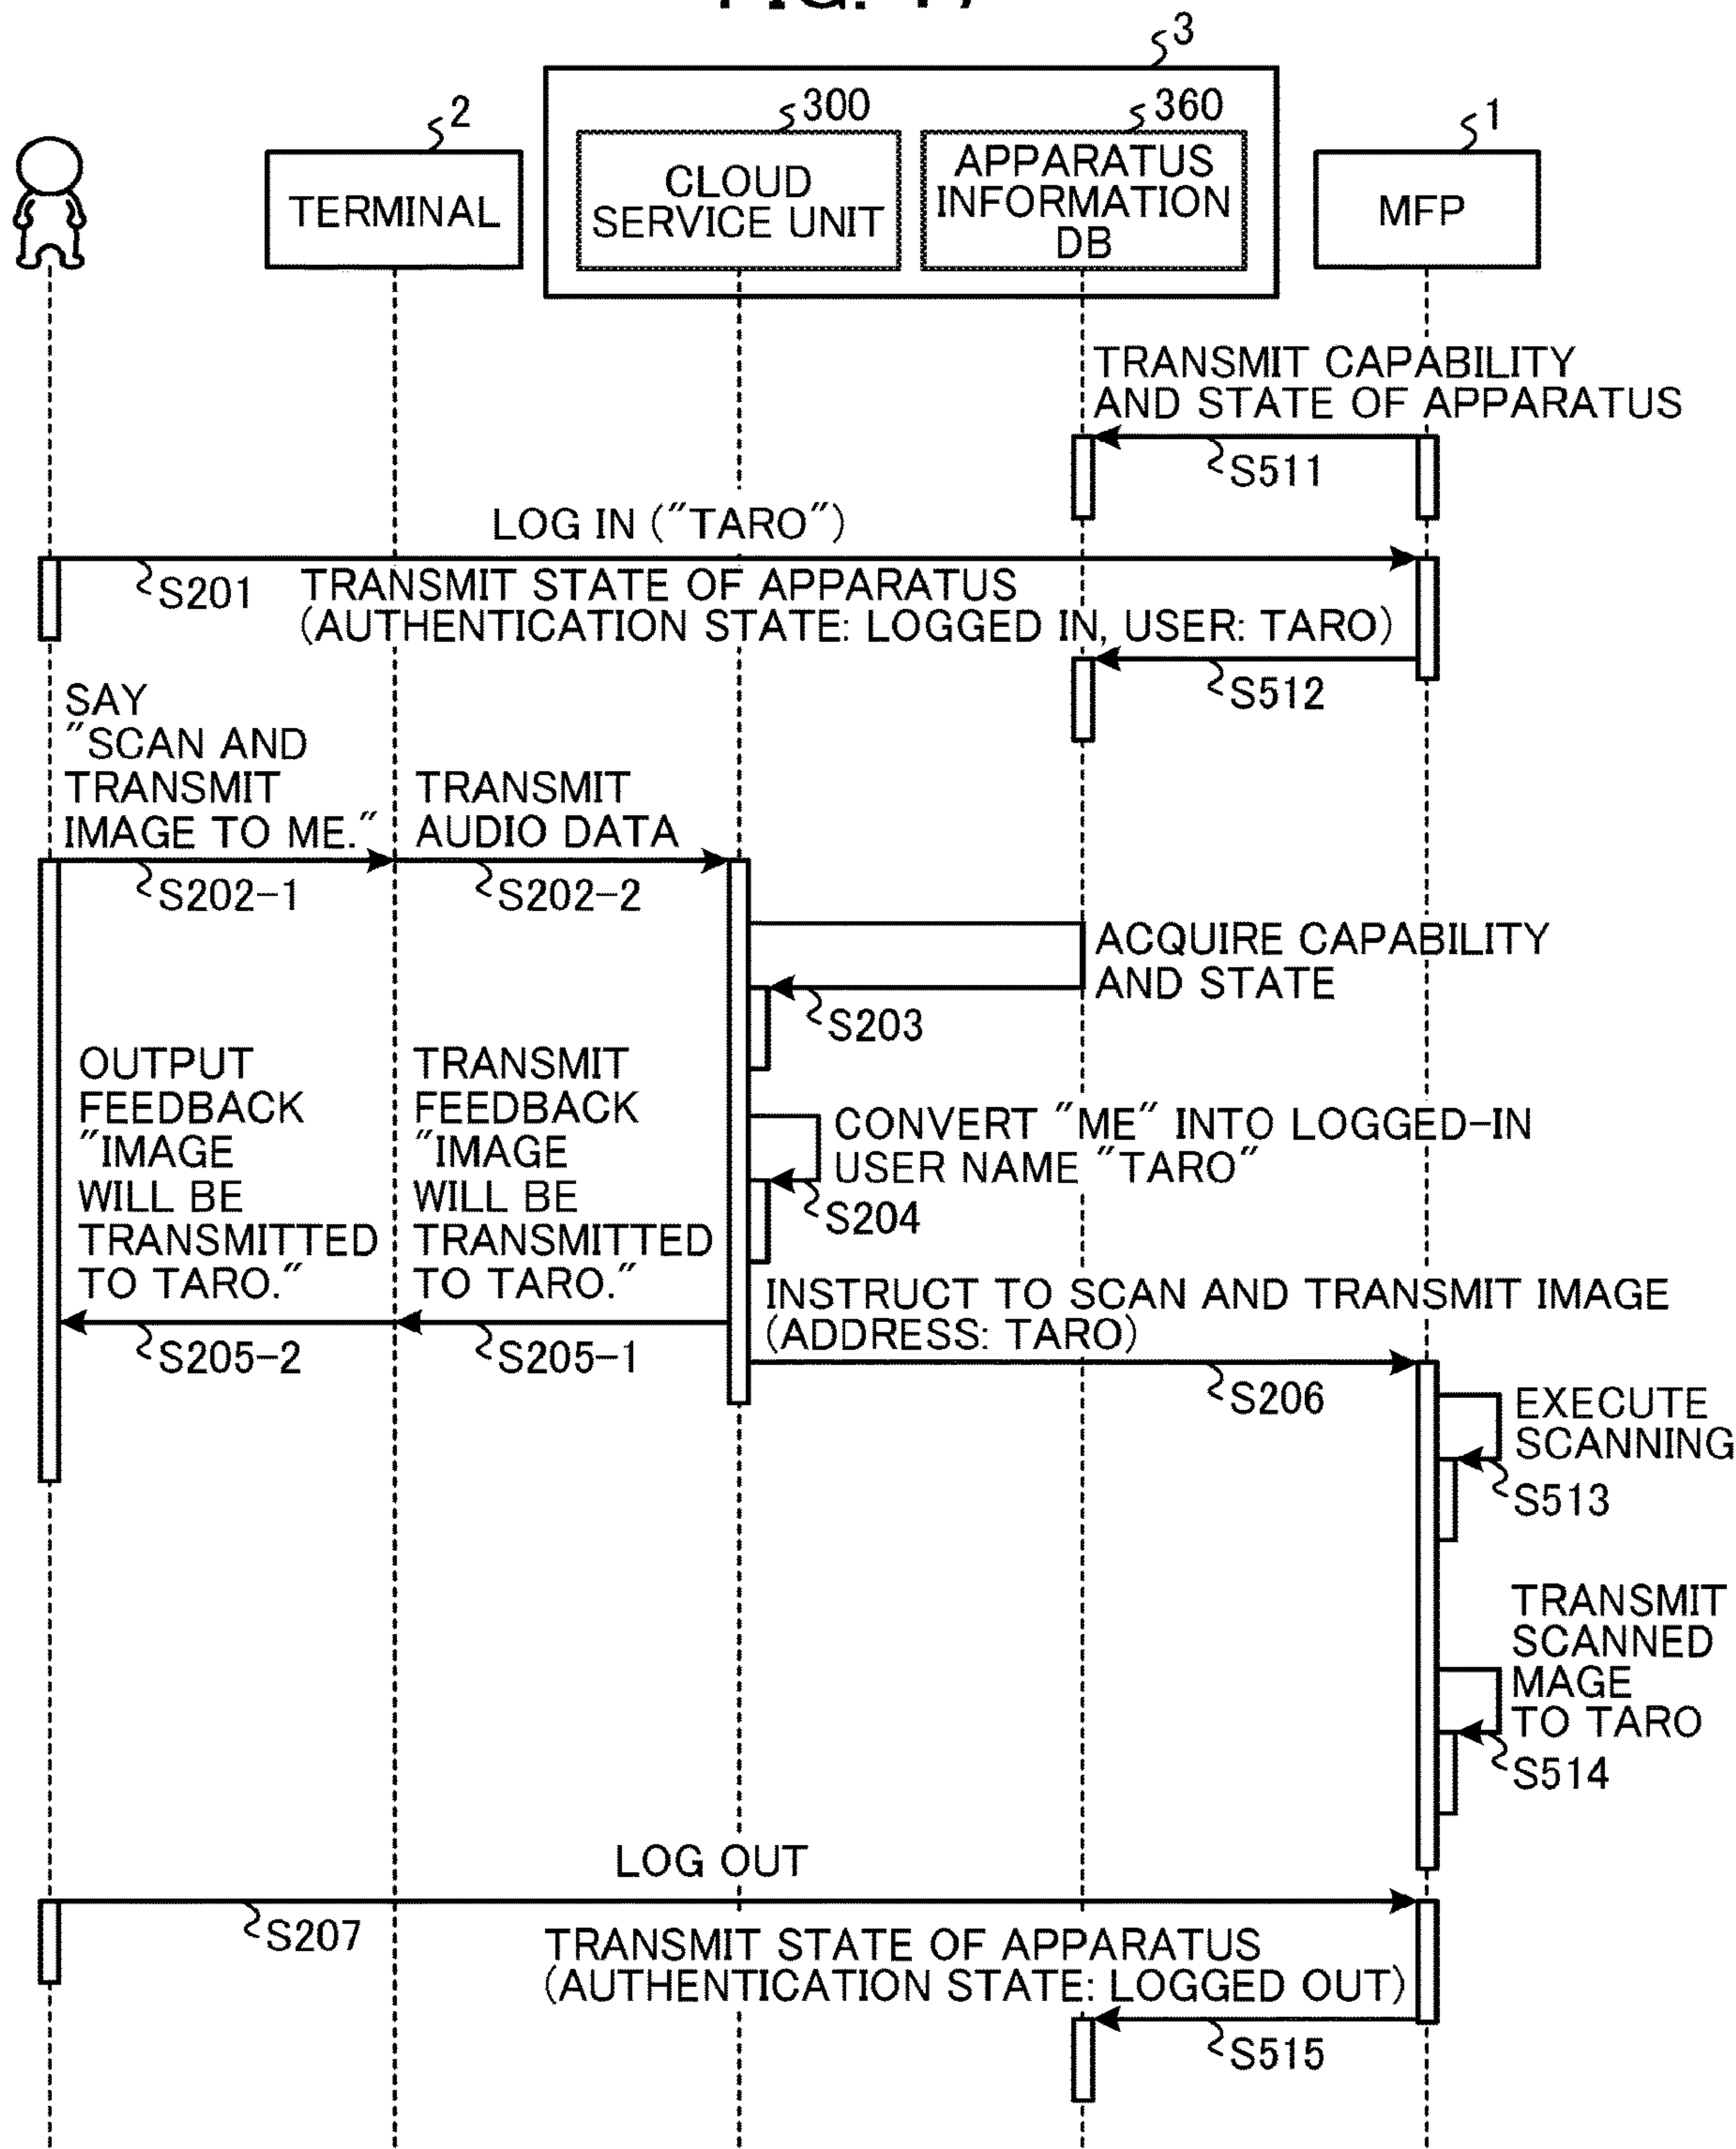 3
2
300
360
1
TERMINAL
CLOUD
SERVICE UNIT
APPARATUS
INFORMATION
DB
MFP
TRANSMIT CAPABILITY
AND STATE OF APPARATUS
S511
LOG IN ("TARO")
S201
TRANSMIT STATE OF APPARATUS
(AUTHENTICATION STATE: LOGGED IN, USER: TARO)
S512
SAY
"SCAN AND
TRANSMIT
IMAGE TO ME."
TRANSMIT
AUDIO DATA
S202-1
S202-2
ACQUIRE CAPABILITY
AND STATE
S203
OUTPUT
FEEDBACK
"IMAGE
WILL BE
TRANSMITTED
TO TARO."
TRANSMIT
FEEDBACK
"IMAGE
WILL BE
TRANSMITTED
TO TARO."
CONVERT "ME" INTO LOGGED-IN
USER NAME "TARO"
S204
S205-2
S205-1
INSTRUCT TO SCAN AND TRANSMIT IMAGE
(ADDRESS: TARO)
S206
EXECUTE
SCANNING
S513
TRANSMIT
SCANNED
MAGE
TO TARO
S514
LOG OUT
S207
TRANSMIT STATE OF APPARATUS
(AUTHENTICATION STATE: LOGGED OUT)
S515